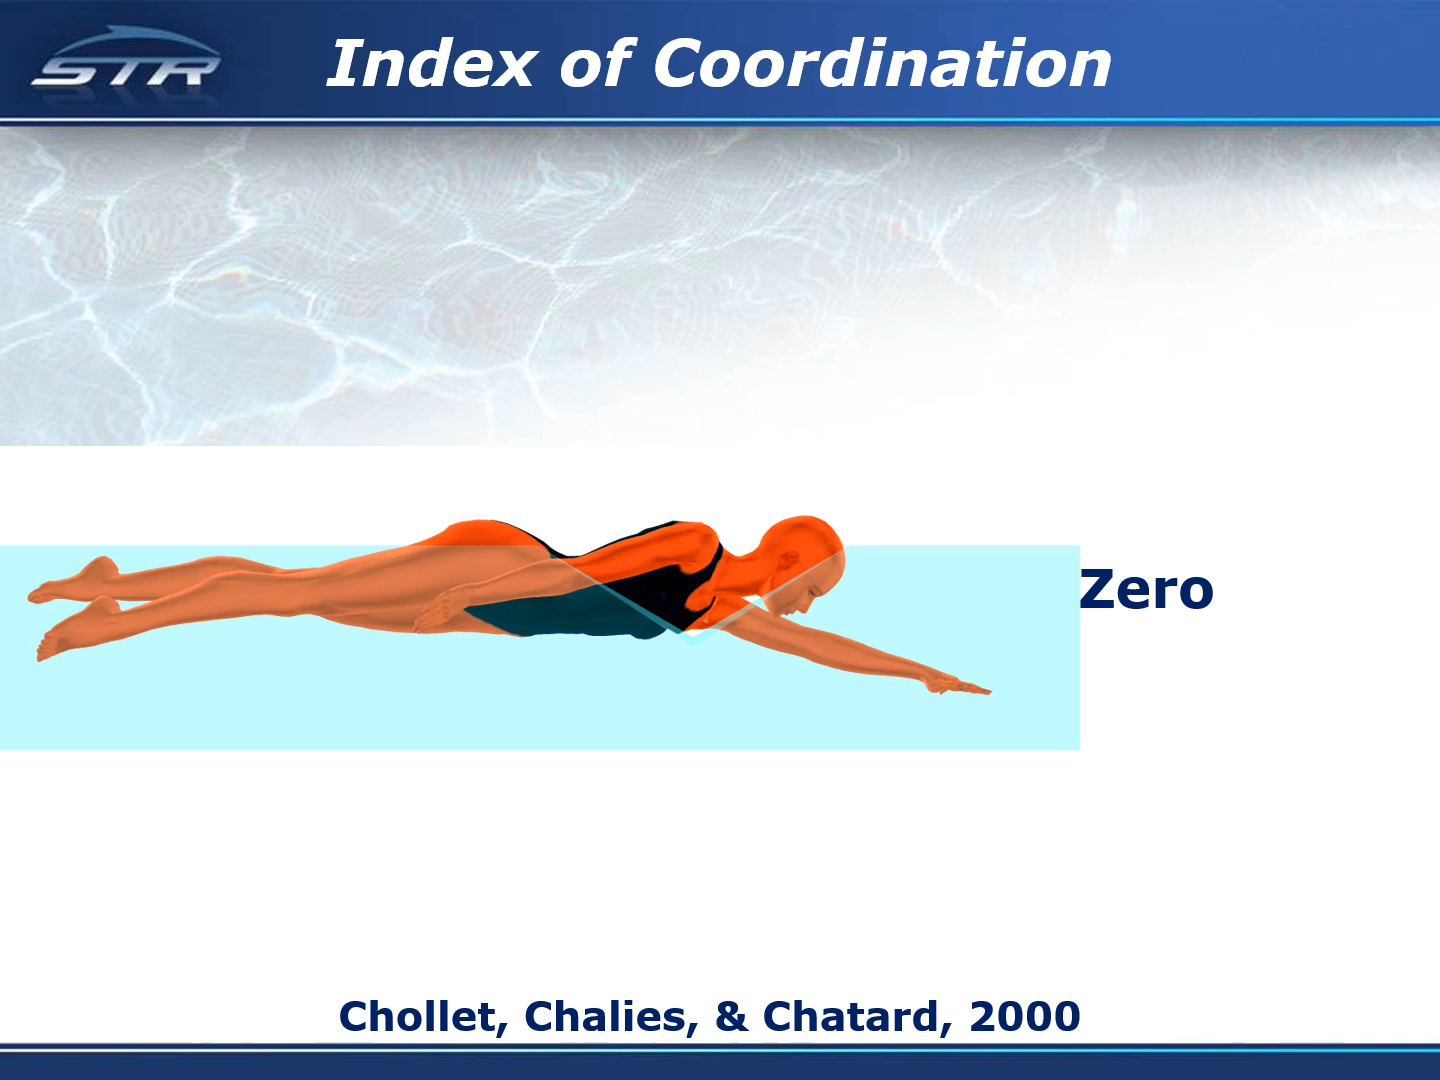 STR
Index of Coordination
Zero
Chollet, Chalies, & Chatard, 2000